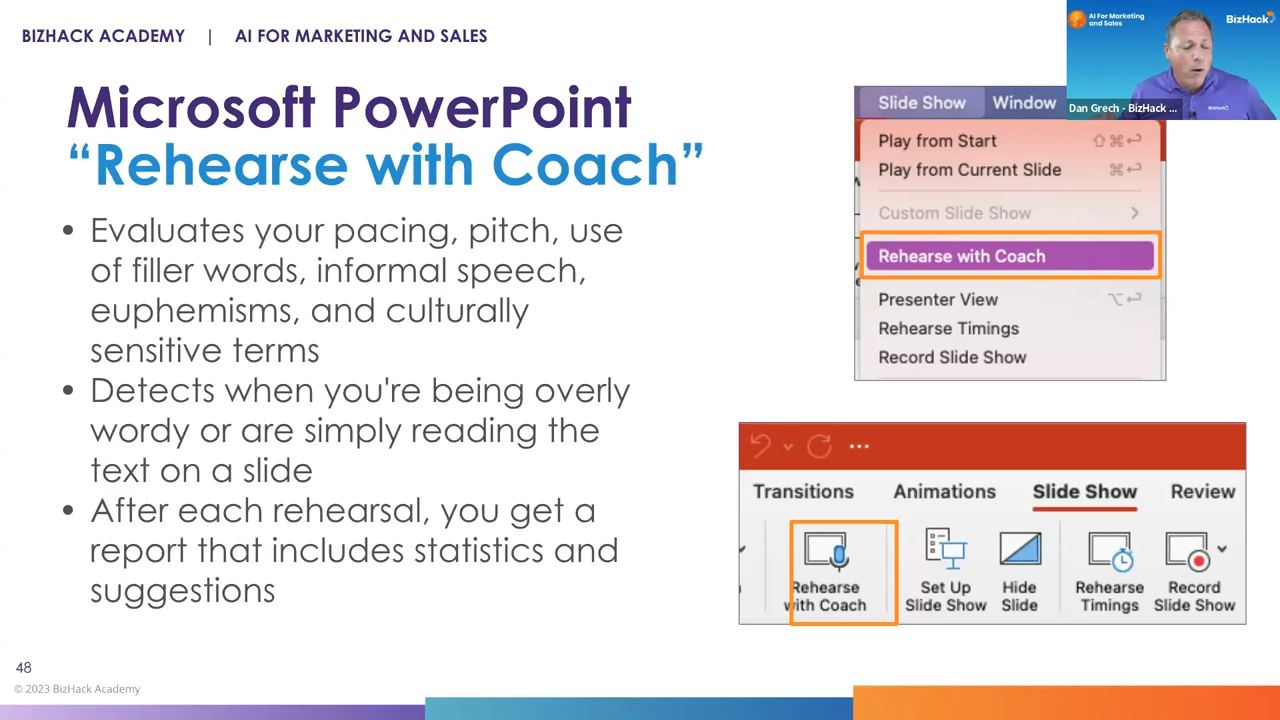 BIZHACK ACADEMY | AI FOR MARKETING AND SALES
AI For Marketing
and Sales
BizHack
BizHack
Dan Grech - BizHack ...
Microsoft PowerPoint
“Rehearse with Coach”
• Evaluates your pacing, pitch, use
of filler words, informal speech,
euphemisms, and culturally
sensitive terms
• Detects when you're being overly
wordy or are simply reading the
text on a slide
• After each rehearsal, you get a
report that includes statistics and
suggestions
Slide Show Window
Play from Start ⇧⌘↩
Play from Current Slide ⌘↩
Custom Slide Show >
Rehearse with Coach
Presenter View ⌥↩
Rehearse Timings
Record Slide Show
Transitions Animations Slide Show Review
Rehearse
with Coach
Set Up
Slide Show
Hide
Slide
Rehearse
Timings
Record
Slide Show
48
© 2023 BizHack Academy